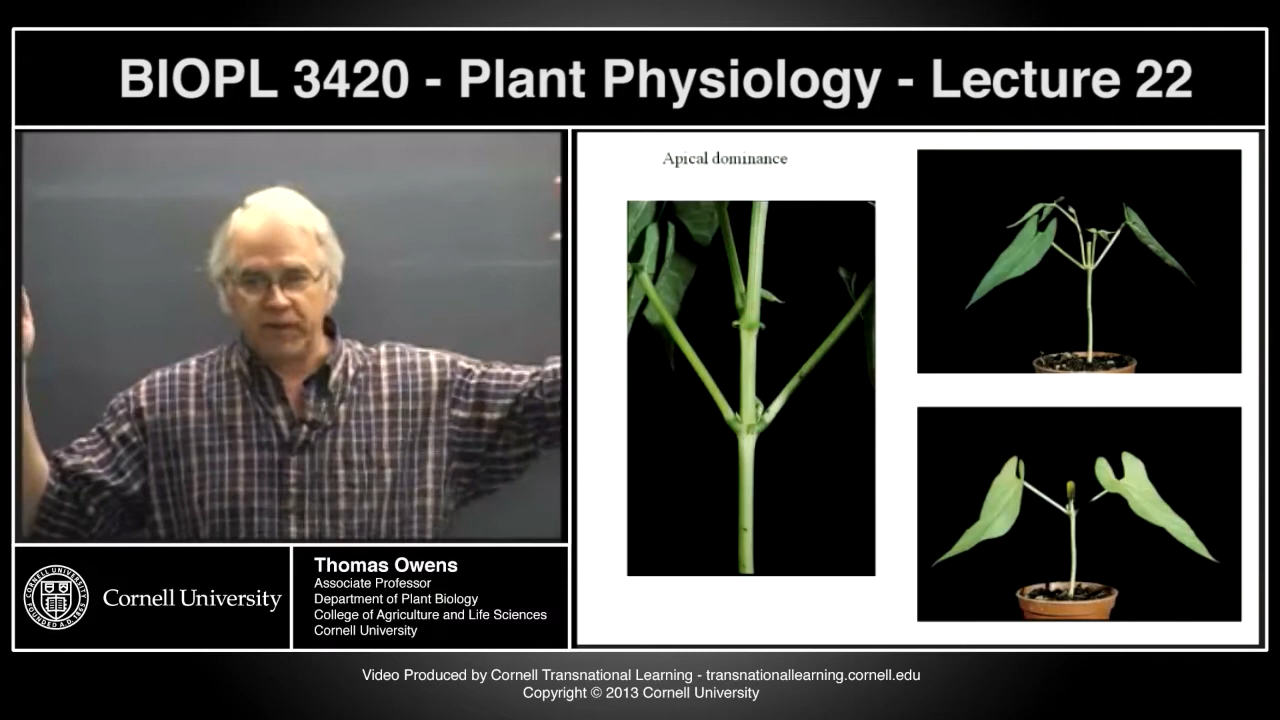 BIOPL 3420 - Plant Physiology - Lecture 22
Apical dominance
Cornell University
Thomas Owens
Associate Professor
Department of Plant Biology
College of Agriculture and Life Sciences
Cornell University
Video Produced by Cornell Transnational Learning - transnationallearning.cornell.edu
Copyright © 2013 Cornell University